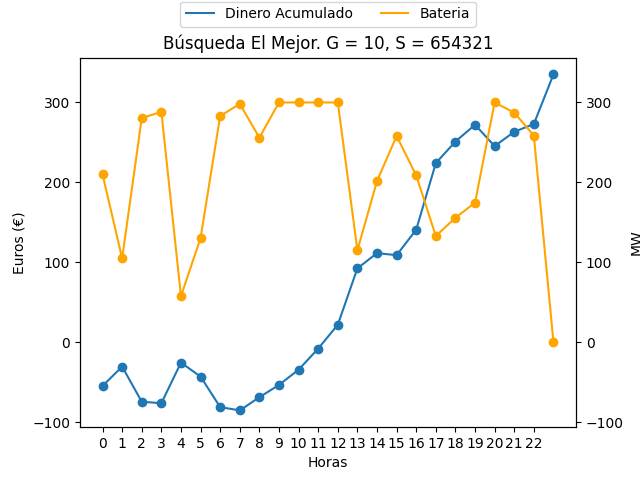 Dinero Acumulado Bateria
Búsqueda El Mejor. G = 10, S = 654321
300 300
200 200
100 100
0 0
−100 −100
Euros (€)
MW
0 1 2 3 4 5 6 7 8 9 10 11 12 13 14 15 16 17 18 19 20 21 22
Horas